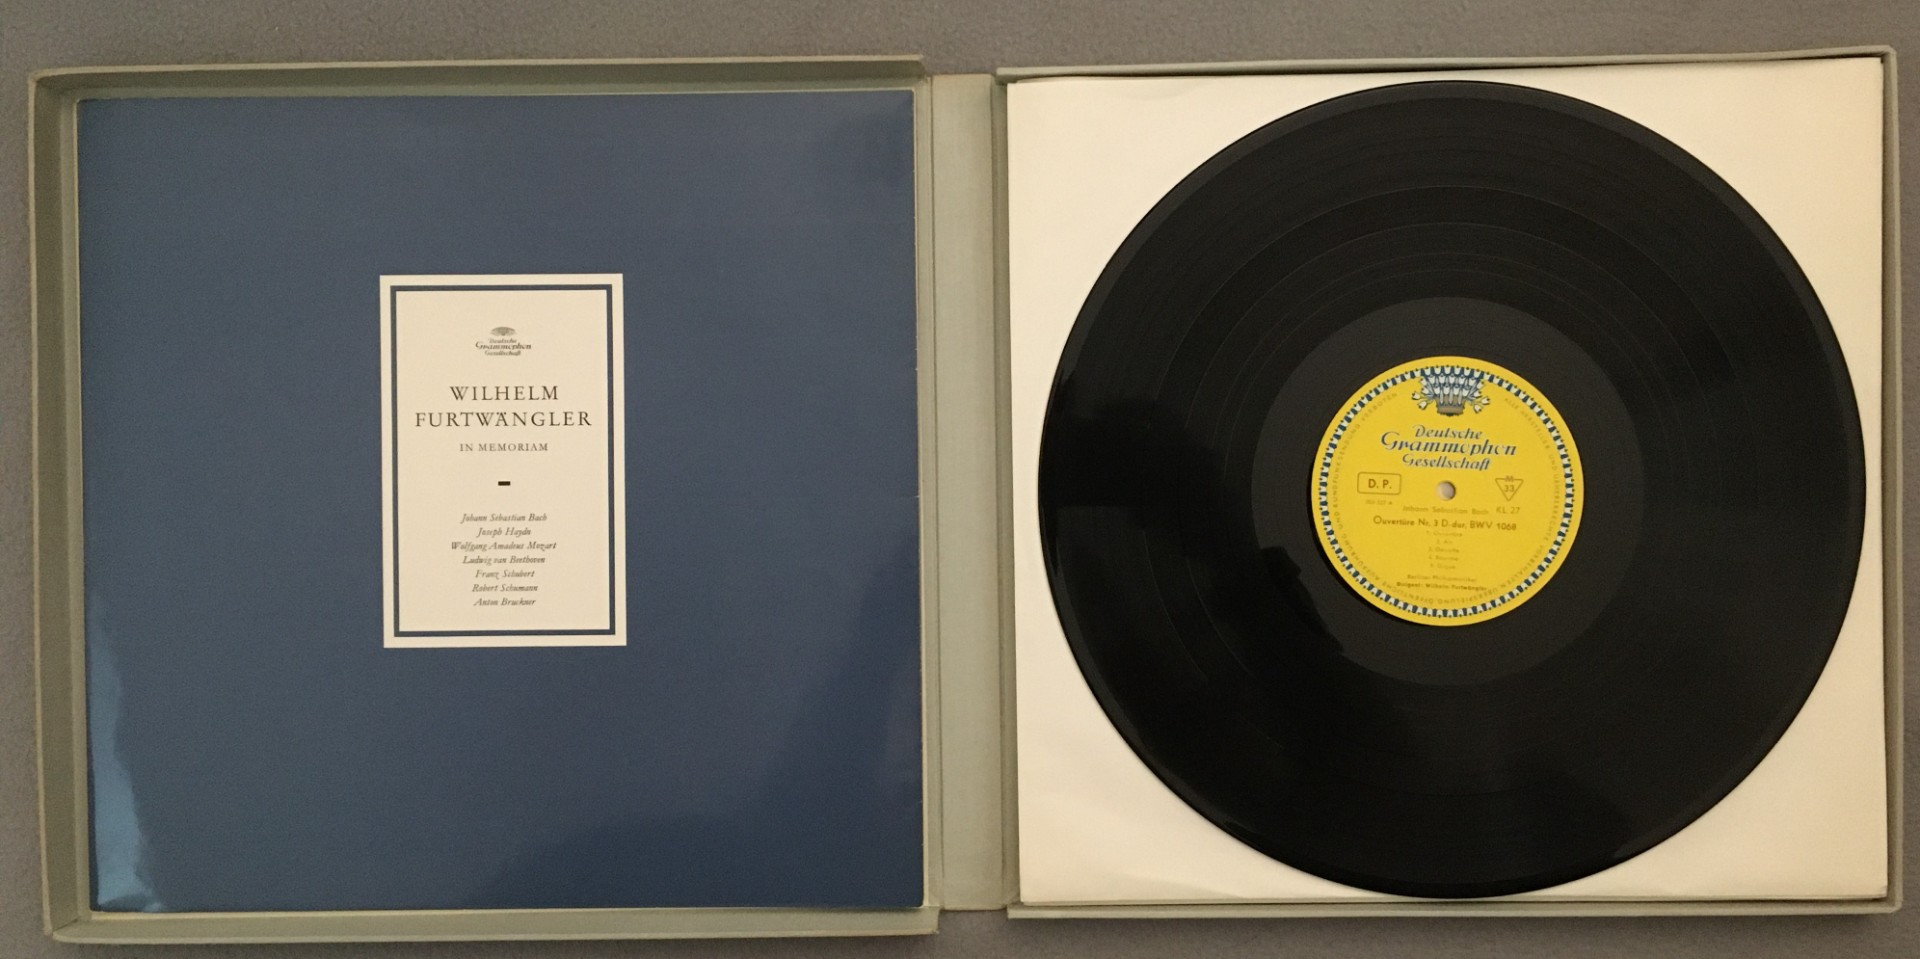 Deutsche
Grammophon
Gesellschaft
WILHELM
FURTWÄNGLER
IN MEMORIAM
Johann Sebastian Bach
Joseph Haydn
Wolfgang Amadeus Mozart
Ludwig van Beethoven
Franz Schubert
Robert Schumann
Anton Bruckner
Deutsche
Grammophon
Gesellschaft
D. P.
M
33
Johann Sebastian Bach KL 27
Ouvertüre Nr. 3 D-dur, BWV 1068
Berliner Philharmoniker
Dirigent: Wilhelm Furtwängler